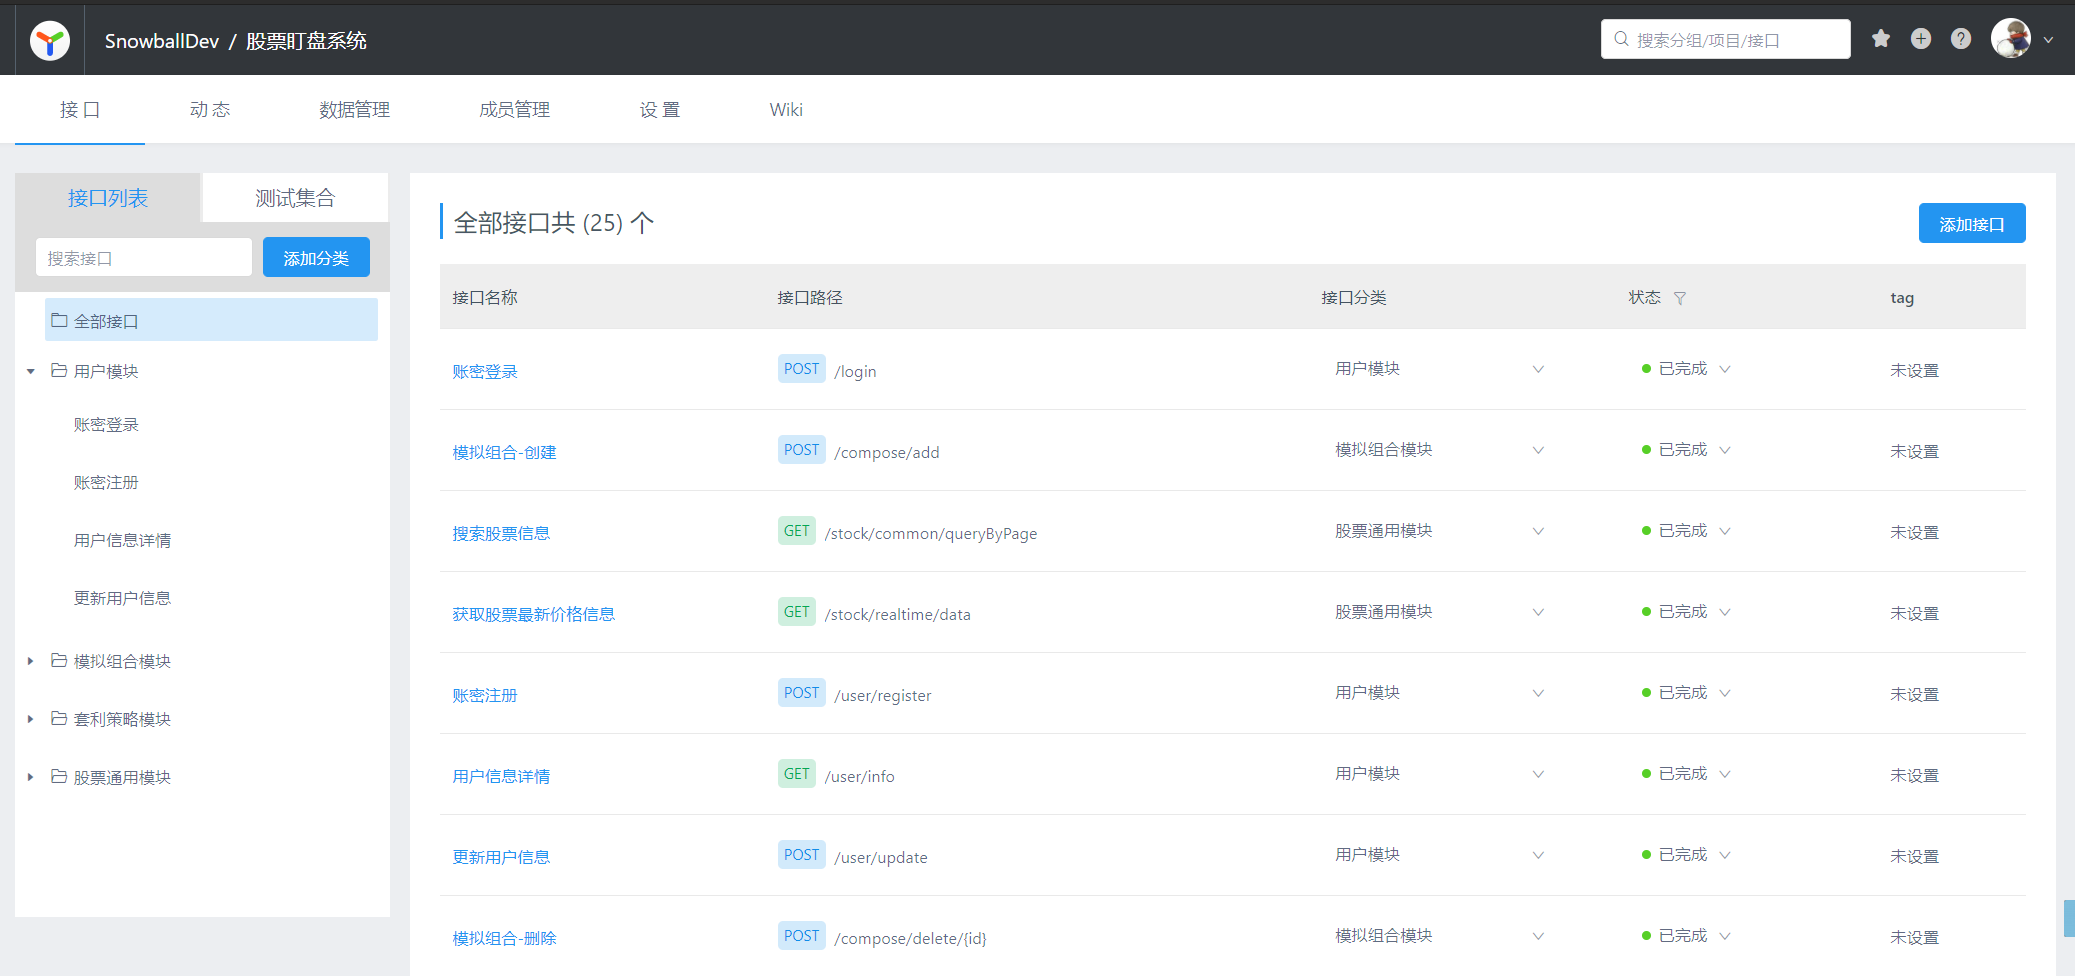 SnowballDev / 股票盯盘系统
搜索分组/项目/接口
接 口 动 态 数据管理 成员管理 设 置 Wiki
接口列表 测试集合
搜索接口 添加分类
全部接口
用户模块
账密登录
账密注册
用户信息详情
更新用户信息
模拟组合模块
套利策略模块
股票通用模块
全部接口共 (25) 个
添加接口
接口名称 接口路径 接口分类 状态 tag
账密登录 POST /login 用户模块 已完成 未设置
模拟组合-创建 POST /compose/add 模拟组合模块 已完成 未设置
搜索股票信息 GET /stock/common/queryByPage 股票通用模块 已完成 未设置
获取股票最新价格信息 GET /stock/realtime/data 股票通用模块 已完成 未设置
账密注册 POST /user/register 用户模块 已完成 未设置
用户信息详情 GET /user/info 用户模块 已完成 未设置
更新用户信息 POST /user/update 用户模块 已完成 未设置
模拟组合-删除 POST /compose/delete/{id} 模拟组合模块 已完成 未设置